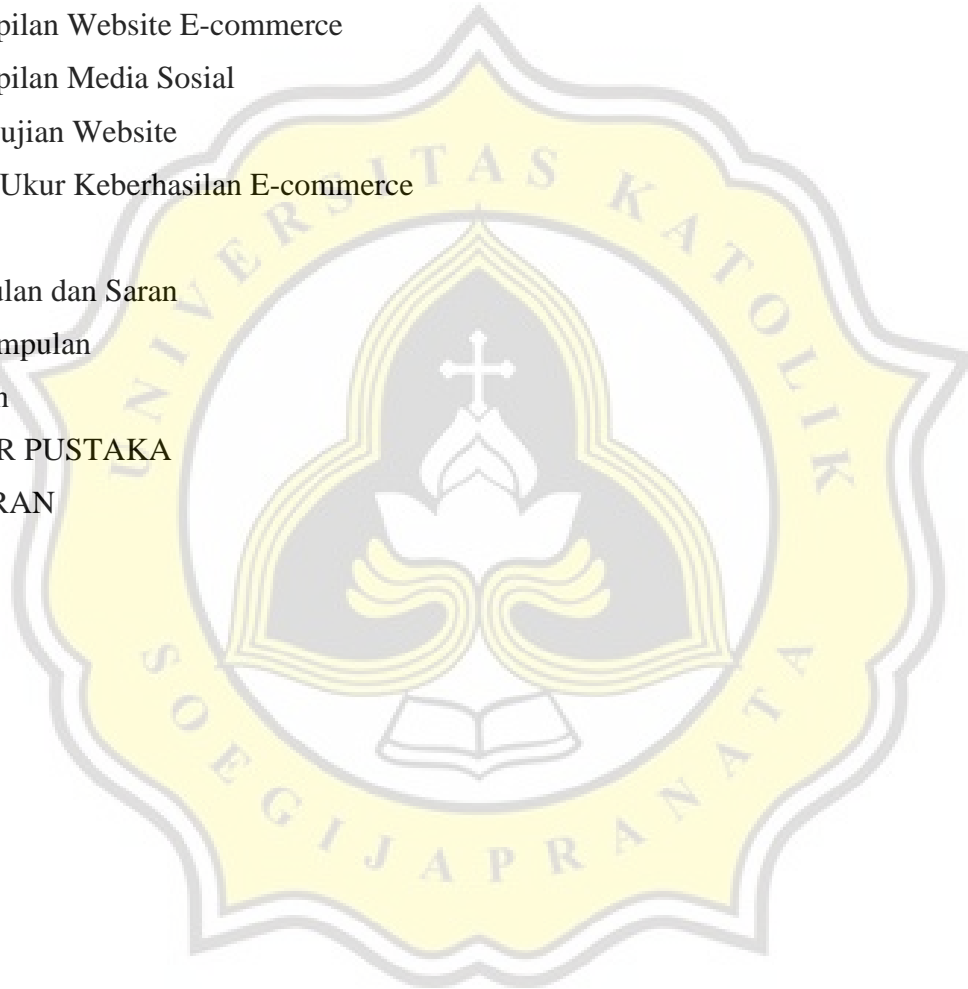 pilan Website E-commerce
pilan Media Sosial
ujian Website
Ukur Keberhasilan E-commerce
ulan dan Saran
mpulan
n
R PUSTAKA
RAN
UNIVERSITAS KATOLIK
SOEGIJAPRANATA